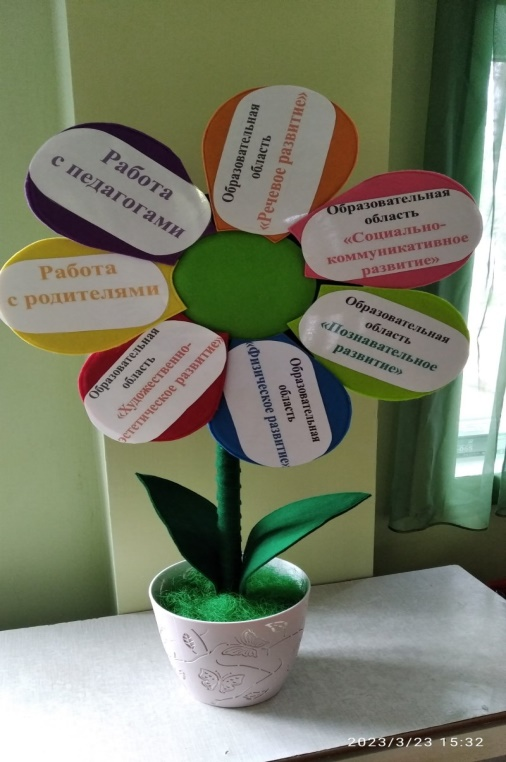 Образовательная
область
«Речевое развитие»
Образовательная
область
«Социально-
коммуникативное
развитие»
Образовательная
область
«Познавательное
развитие»
Образовательная
область
«Физическое развитие»
Образовательная
область
«Художественно-
эстетическое развитие»
Работа
с родителями
Работа
с педагогами
2023/3/23 15:32